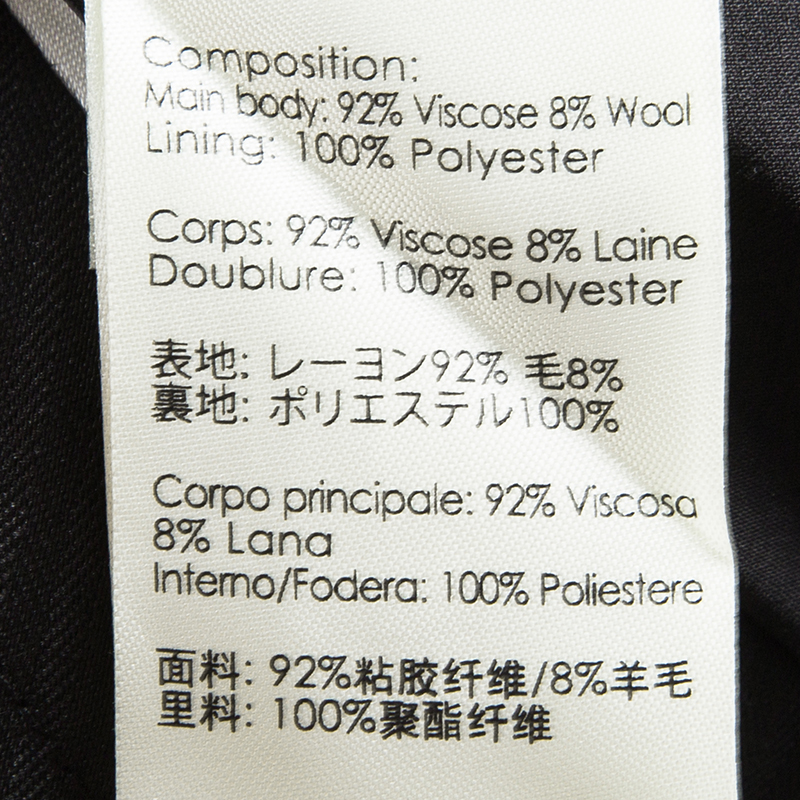 Composition:
Main body: 92% Viscose 8% Wool
Lining: 100% Polyester
Corps: 92% Viscose 8% Laine
Doublure: 100% Polyester
表地: レーヨン92% 毛8%
裏地: ポリエステル100%
Corpo principale: 92% Viscosa
8% Lana
Interno/Fodera: 100% Poliestere
面料: 92%粘胶纤维/8%羊毛
里料: 100%聚酯纤维